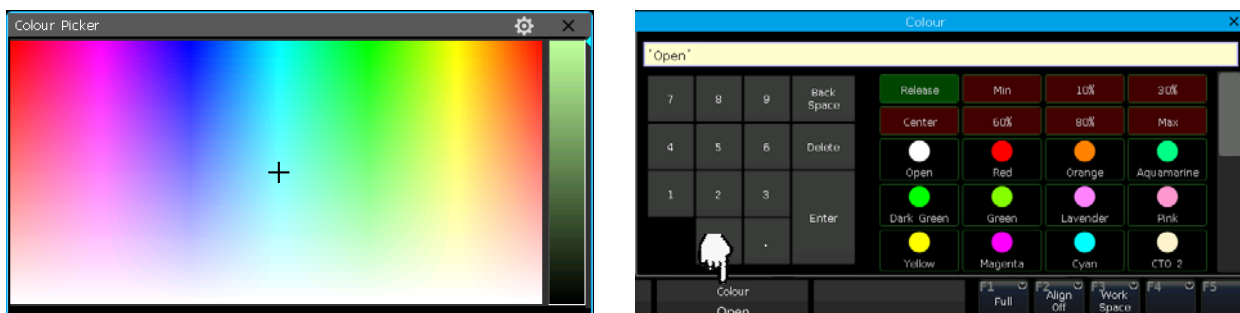 Colour Picker
Colour
'Open'
7 8 9 Back Space
Release Min 10% 30%
Center 60% 80% Max
4 5 6 Delete
Open Red Orange Aquamarine
1 2 3 Enter
Dark Green Green Lavender Pink
.
Yellow Magenta Cyan CTO 2
Colour
Open
F1 Full F2 Align Off F3 Work Space F4 F5